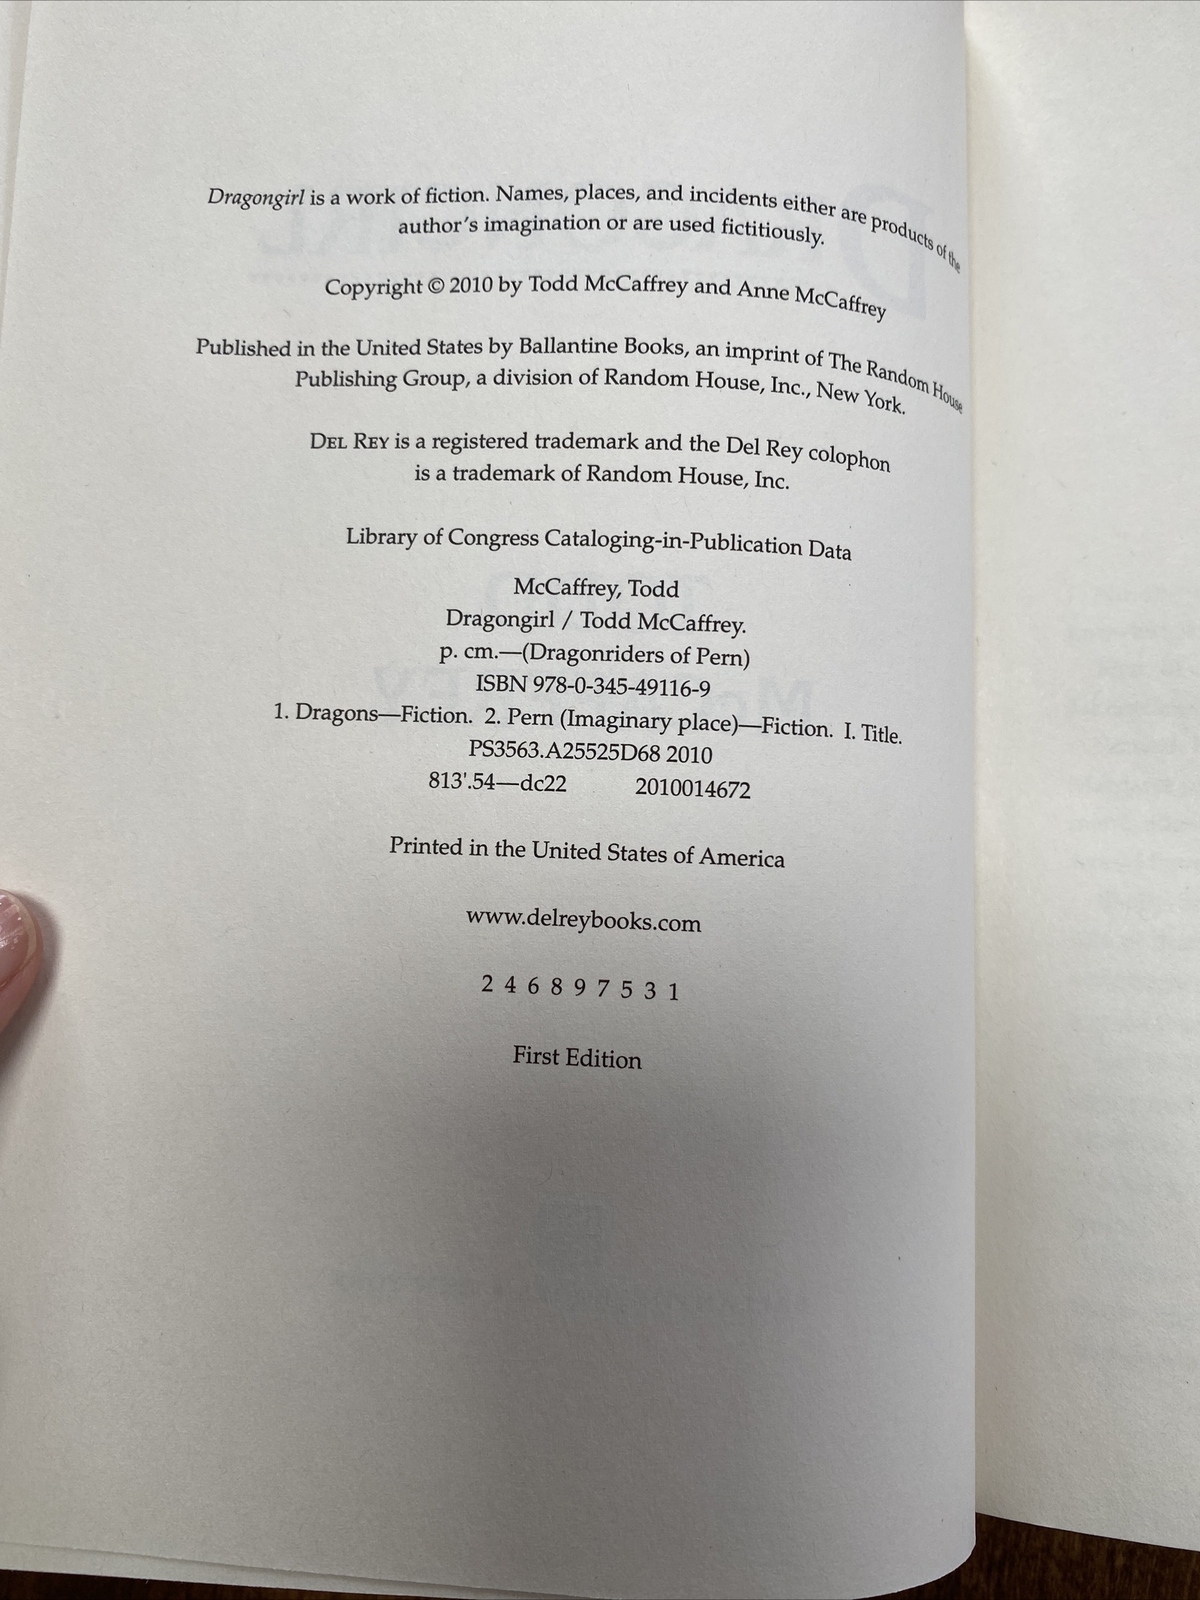 Dragongirl is a work of fiction. Names, places, and incidents either are products of the
author's imagination or are used fictitiously.
Copyright © 2010 by Todd McCaffrey and Anne McCaffrey
Published in the United States by Ballantine Books, an imprint of The Random House
Publishing Group, a division of Random House, Inc., New York.
DEL REY is a registered trademark and the Del Rey colophon
is a trademark of Random House, Inc.
Library of Congress Cataloging-in-Publication Data
McCaffrey, Todd
Dragongirl / Todd McCaffrey.
p. cm.—(Dragonriders of Pern)
ISBN 978-0-345-49116-9
1. Dragons—Fiction. 2. Pern (Imaginary place)—Fiction. I. Title.
PS3563.A25525D68 2010
813'.54—dc22 2010014672
Printed in the United States of America
www.delreybooks.com
2 4 6 8 9 7 5 3 1
First Edition